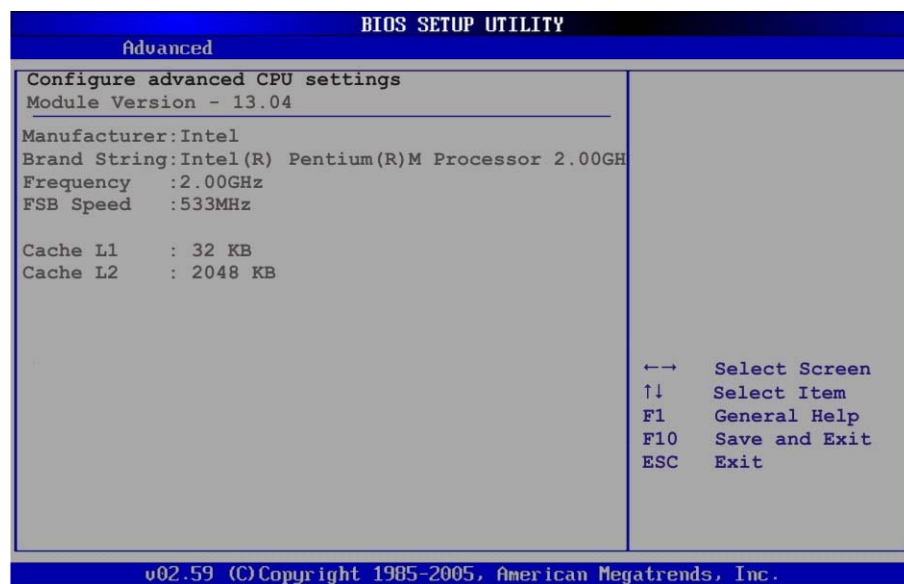 BIOS SETUP UTILITY
Advanced
Configure advanced CPU settings
Module Version - 13.04
Manufacturer:Intel
Brand String:Intel(R) Pentium(R)M Processor 2.00GH
Frequency :2.00GHz
FSB Speed :533MHz
Cache L1 : 32 KB
Cache L2 : 2048 KB
←→ Select Screen
↑↓ Select Item
F1 General Help
F10 Save and Exit
ESC Exit
v02.59 (C)Copyright 1985-2005, American Megatrends, Inc.